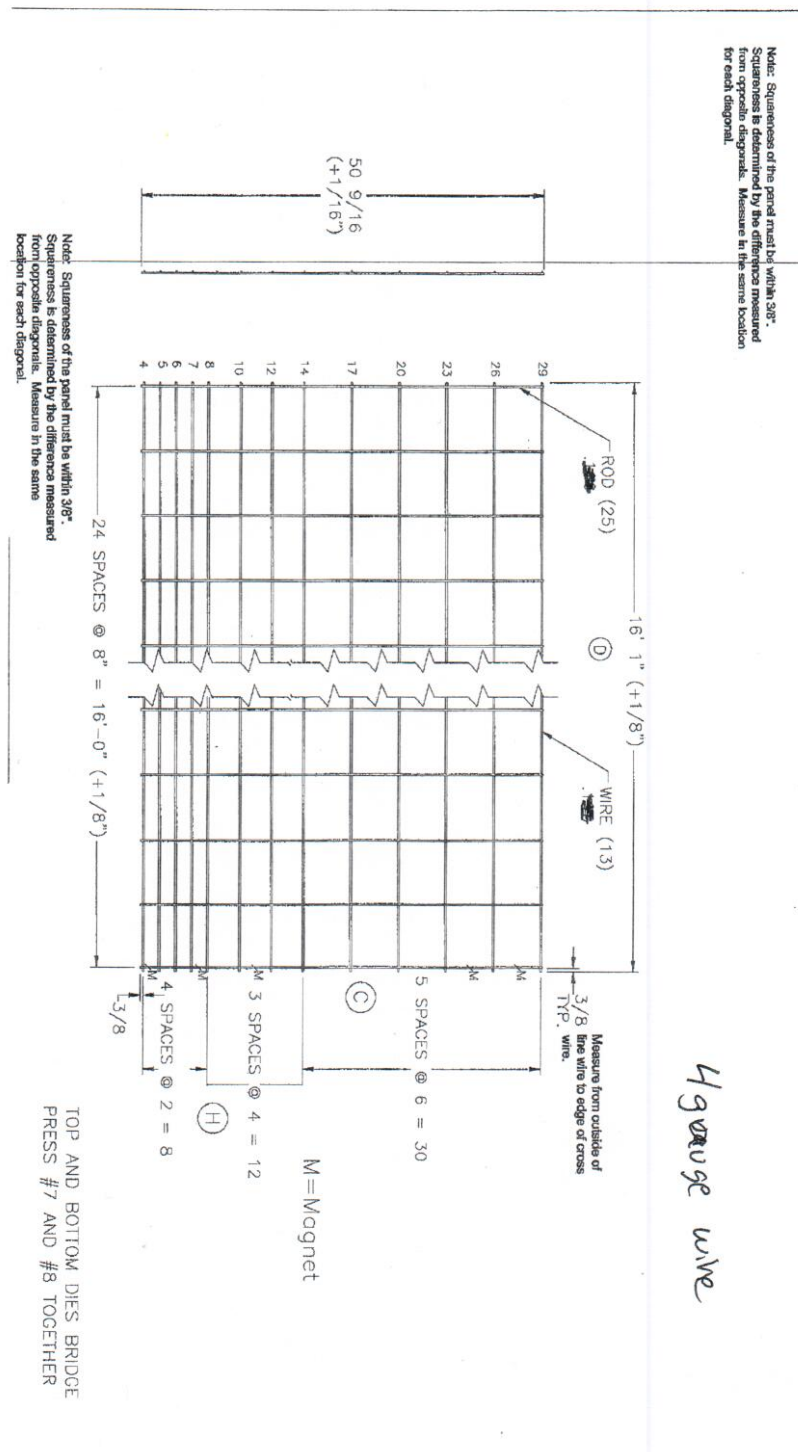 Note: Squareness of the panel must be within 3/8".
Squareness is determined by the difference measured
from opposite diagonals. Measure in the same location
for each diagonal.
4 gauge wire
16' 1" (+1/8")
ROD (25)
D
WIRE (13)
Measure from outside of
line wire to edge of cross
wire.
3/8
TYP.
50 9/16
(+1/16")
29
26
23
20
17
14
12
10
8
7
6
5
4
M
M
M
M
M
5 SPACES @ 6 = 30
C
3 SPACES @ 4 = 12
H
4 SPACES @ 2 = 8
3/8
M=Magnet
24 SPACES @ 8" = 16'-0" (+1/8")
Note: Squareness of the panel must be within 3/8".
Squareness is determined by the difference measured
from opposite diagonals. Measure in the same
location for each diagonal.
TOP AND BOTTOM DIES BRIDGE
PRESS #7 AND #8 TOGETHER